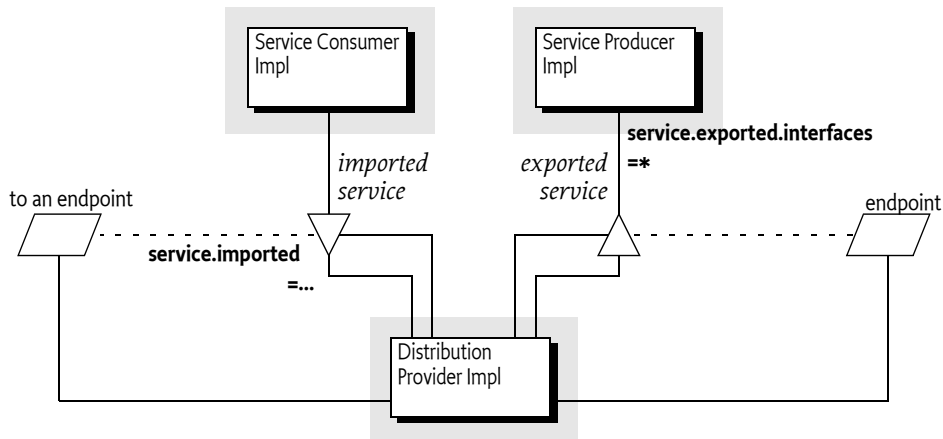 Service Consumer
Impl
Service Producer
Impl
service.exported.interfaces
=*
imported
service
exported
service
to an endpoint
endpoint
service.imported
=...
Distribution
Provider Impl